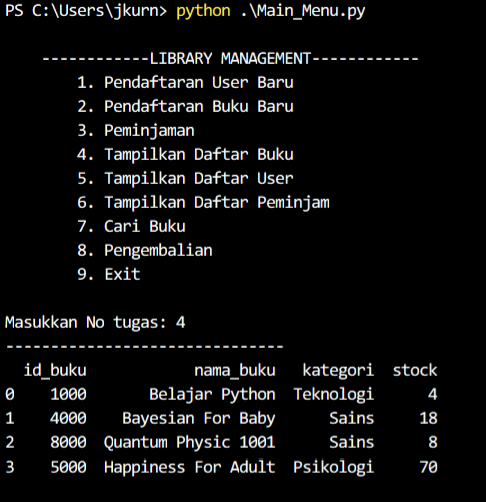 PS C:\Users\jkurn> python .\Main_Menu.py
------------LIBRARY MANAGEMENT------------
1. Pendaftaran User Baru
2. Pendaftaran Buku Baru
3. Peminjaman
4. Tampilkan Daftar Buku
5. Tampilkan Daftar User
6. Tampilkan Daftar Peminjam
7. Cari Buku
8. Pengembalian
9. Exit
Masukkan No tugas: 4
-------------------------------
id_buku nama_buku kategori stock
0 1000 Belajar Python Teknologi 4
1 4000 Bayesian For Baby Sains 18
2 8000 Quantum Physic 1001 Sains 8
3 5000 Happiness For Adult Psikologi 70